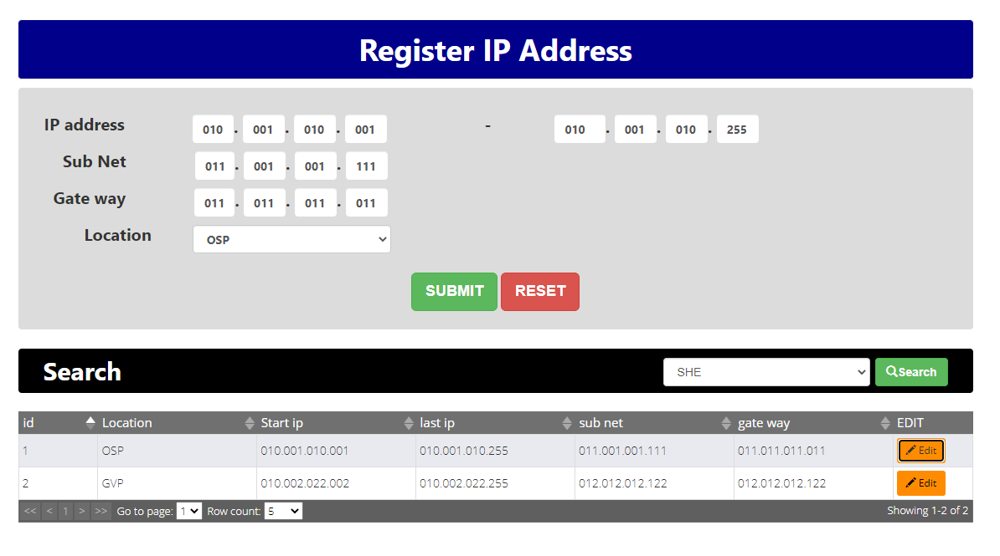 Register IP Address
IP address 010 . 001 . 010 . 001 - 010 . 001 . 010 . 255
Sub Net 011 . 001 . 001 . 111
Gate way 011 . 011 . 011 . 011
Location OSP
SUBMIT RESET
Search SHE Search
id Location Start ip last ip sub net gate way EDIT
1 OSP 010.001.010.001 010.001.010.255 011.001.001.111 011.011.011.011 Edit
2 GVP 010.002.022.002 010.002.022.255 012.012.012.122 012.012.012.122 Edit
<< < 1 > >> Go to page: 1 Row count: 5 Showing 1-2 of 2